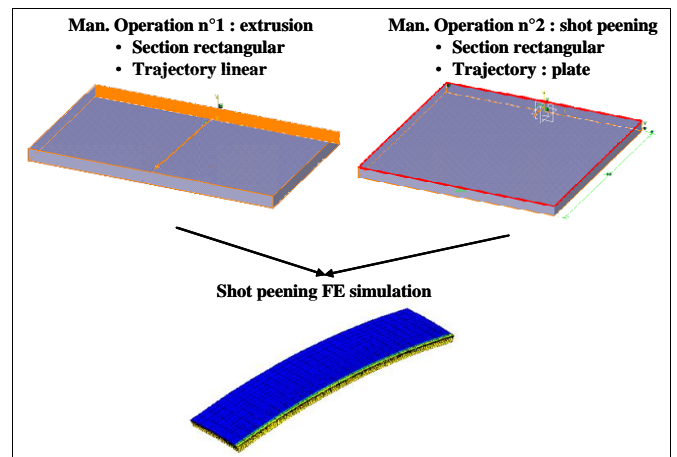 Man. Operation n°1 : extrusion
• Section rectangular
• Trajectory linear
Man. Operation n°2 : shot peening
• Section rectangular
• Trajectory : plate
Shot peening FE simulation